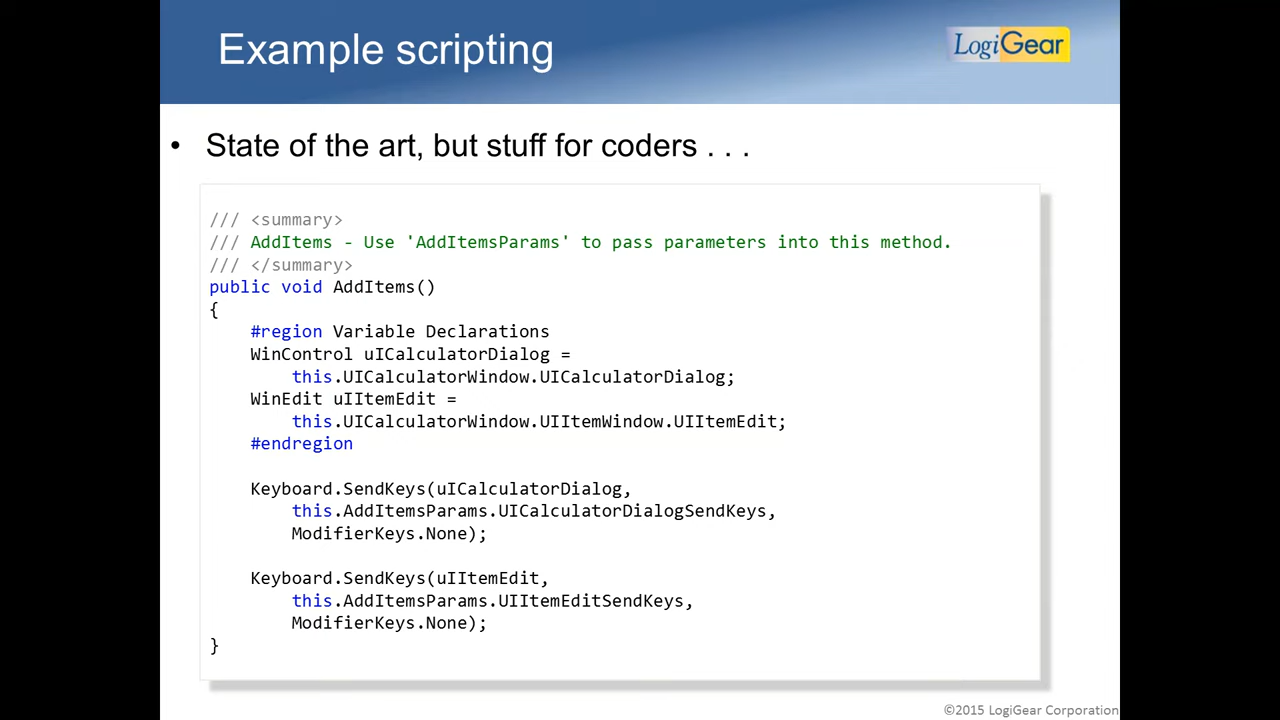 Example scripting
LogiGear
• State of the art, but stuff for coders . . .
/// <summary>
/// AddItems - Use 'AddItemsParams' to pass parameters into this method.
/// </summary>
public void AddItems()
{
    #region Variable Declarations
    WinControl uICalculatorDialog =
        this.UICalculatorWindow.UICalculatorDialog;
    WinEdit uIItemEdit =
        this.UICalculatorWindow.UIItemWindow.UIItemEdit;
    #endregion
    Keyboard.SendKeys(uICalculatorDialog,
        this.AddItemsParams.UICalculatorDialogSendKeys,
        ModifierKeys.None);
    Keyboard.SendKeys(uIItemEdit,
        this.AddItemsParams.UIItemEditSendKeys,
        ModifierKeys.None);
}
©2015 LogiGear Corporation